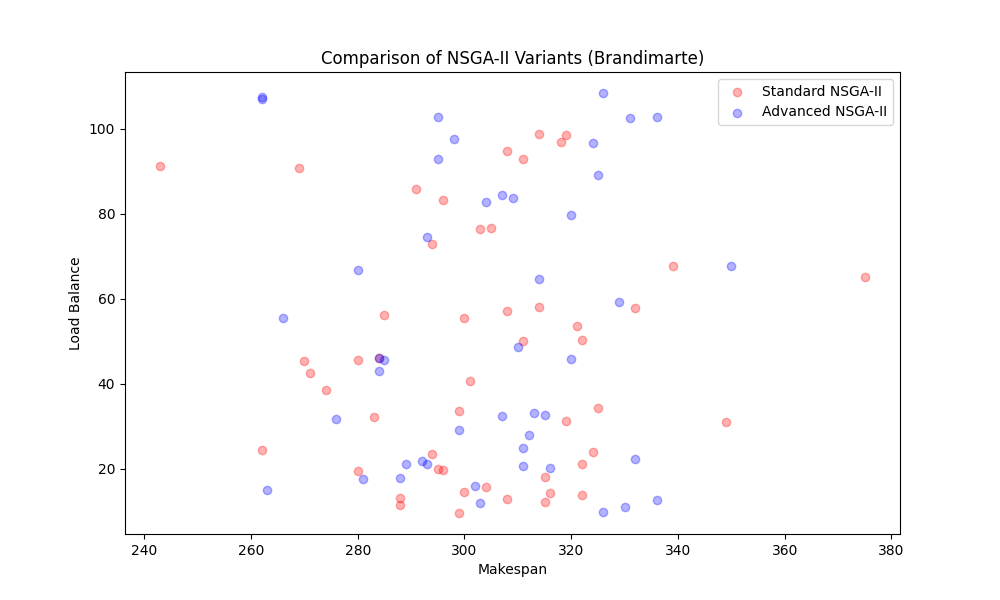 Comparison of NSGA-II Variants (Brandimarte)
Standard NSGA-II
Advanced NSGA-II
Load Balance
100
80
60
40
20
240 260 280 300 320 340 360 380
Makespan